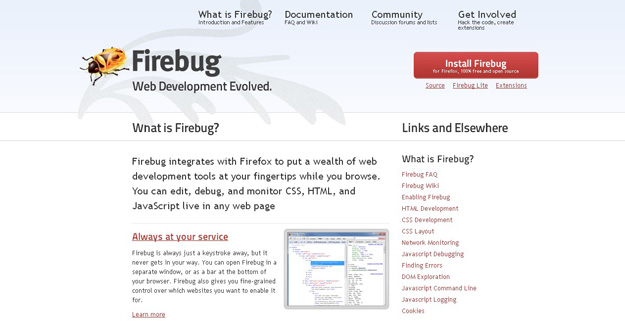 What is Firebug?
Introduction and Features
Documentation
FAQ and Wiki
Community
Discussion forums and lists
Get Involved
Hack the code, create
extensions
Firebug
Web Development Evolved.
Install Firebug
for Firefox, 100% free and open source
Source Firebug Lite Extensions
What is Firebug?
Firebug integrates with Firefox to put a wealth of web
development tools at your fingertips while you browse.
You can edit, debug, and monitor CSS, HTML, and
JavaScript live in any web page
Always at your service
Firebug is always just a keystroke away, but it
never gets in your way. You can open Firebug in a
separate window, or as a bar at the bottom of
your browser. Firebug also gives you fine-grained
control over which websites you want to enable it
for.
Learn more
Links and Elsewhere
What is Firebug?
Firebug FAQ
Firebug Wiki
Enabling Firebug
HTML Development
CSS Development
CSS Layout
Network Monitoring
Javascript Debugging
Finding Errors
DOM Exploration
Javascript Command Line
Javascript Logging
Cookies